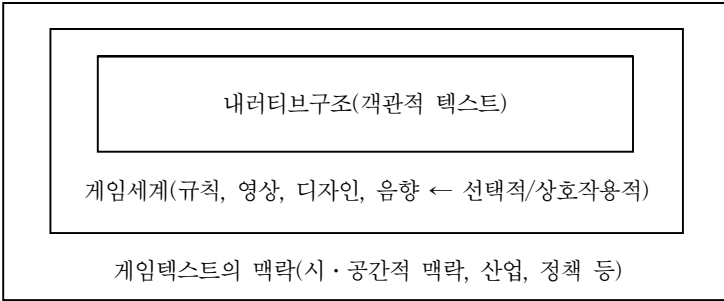 내러티브구조(객관적 텍스트)
게임세계(규칙, 영상, 디자인, 음향 ← 선택적/상호작용적)
게임텍스트의 맥락(시・공간적 맥락, 산업, 정책 등)